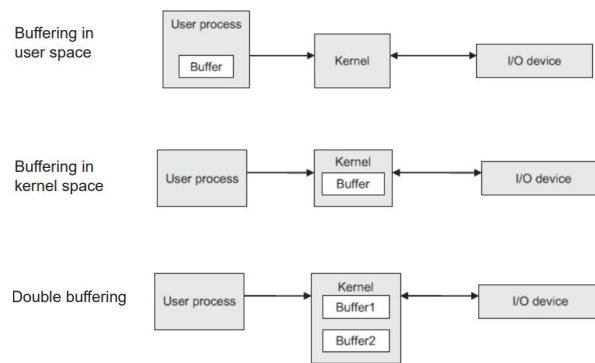 Buffering in
user space
User process
Buffer
Kernel
I/O device
Buffering in
kernel space
User process
Kernel
Buffer
I/O device
Double buffering
User process
Kernel
Buffer1
Buffer2
I/O device